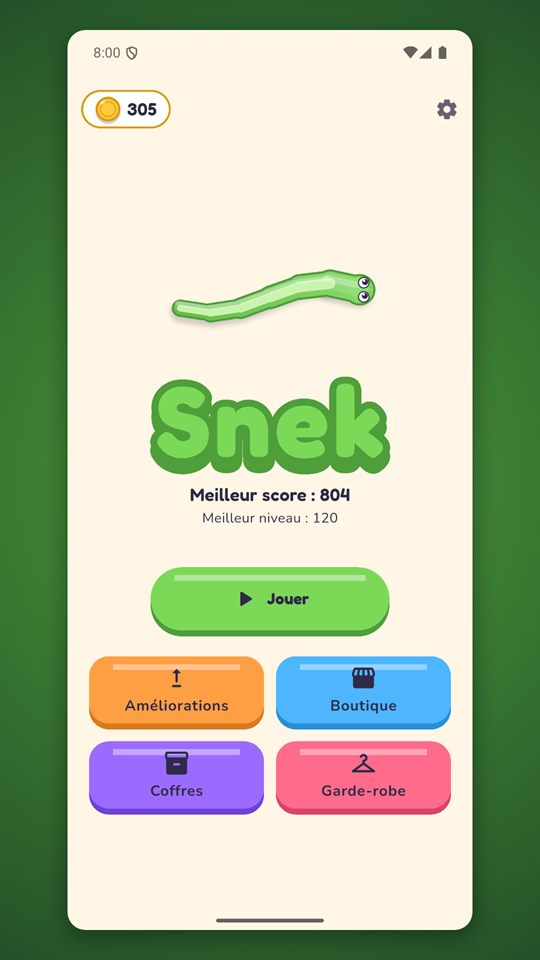 8:00
305
Snek
Meilleur score : 804
Meilleur niveau : 120
Jouer
Améliorations
Boutique
Coffres
Garde-robe